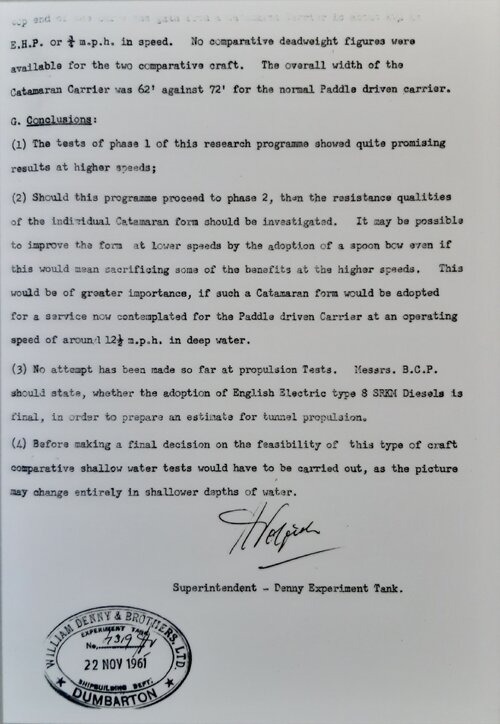 E.H.P. or ¾ m.p.h. in speed. No comparative deadweight figures were
available for the two comparative craft. The overall width of the
Catamaran Carrier was 62' against 72' for the normal Paddle driven carrier.
G. Conclusions:
(1) The tests of phase 1 of this research programme showed quite promising
results at higher speeds;
(2) Should this programme proceed to phase 2, then the resistance qualities
of the individual Catamaran form should be investigated. It may be possible
to improve the form at lower speeds by the adoption of a spoon bow even if
this would mean sacrificing some of the benefits at the higher speeds. This
would be of greater importance, if such a Catamaran form would be adopted
for a service now contemplated for the Paddle driven Carrier at an operating
speed of around 12½ m.p.h. in deep water.
(3) No attempt has been made so far at propulsion Tests. Messrs. B.C.P.
should state, whether the adoption of English Electric type 8 SRKM Diesels is
final, in order to prepare an estimate for tunnel propulsion.
(4) Before making a final decision on the feasibility of this type of craft
comparative shallow water tests would have to be carried out, as the picture
may change entirely in shallower depths of water.
Superintendent - Denny Experiment Tank.
WILLIAM DENNY & BROTHERS, LTD.
EXPERIMENT TANK
No.
22 NOV 1961
SHIPBUILDING DEPT.
DUMBARTON